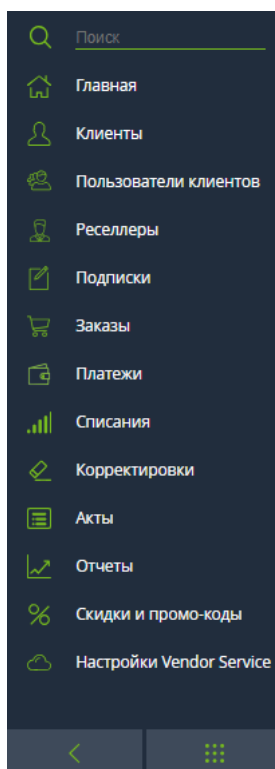 Поиск
Главная
Клиенты
Пользователи клиентов
Реселлеры
Подписки
Заказы
Платежи
Списания
Корректировки
Акты
Отчеты
Скидки и промо-коды
Настройки Vendor Service